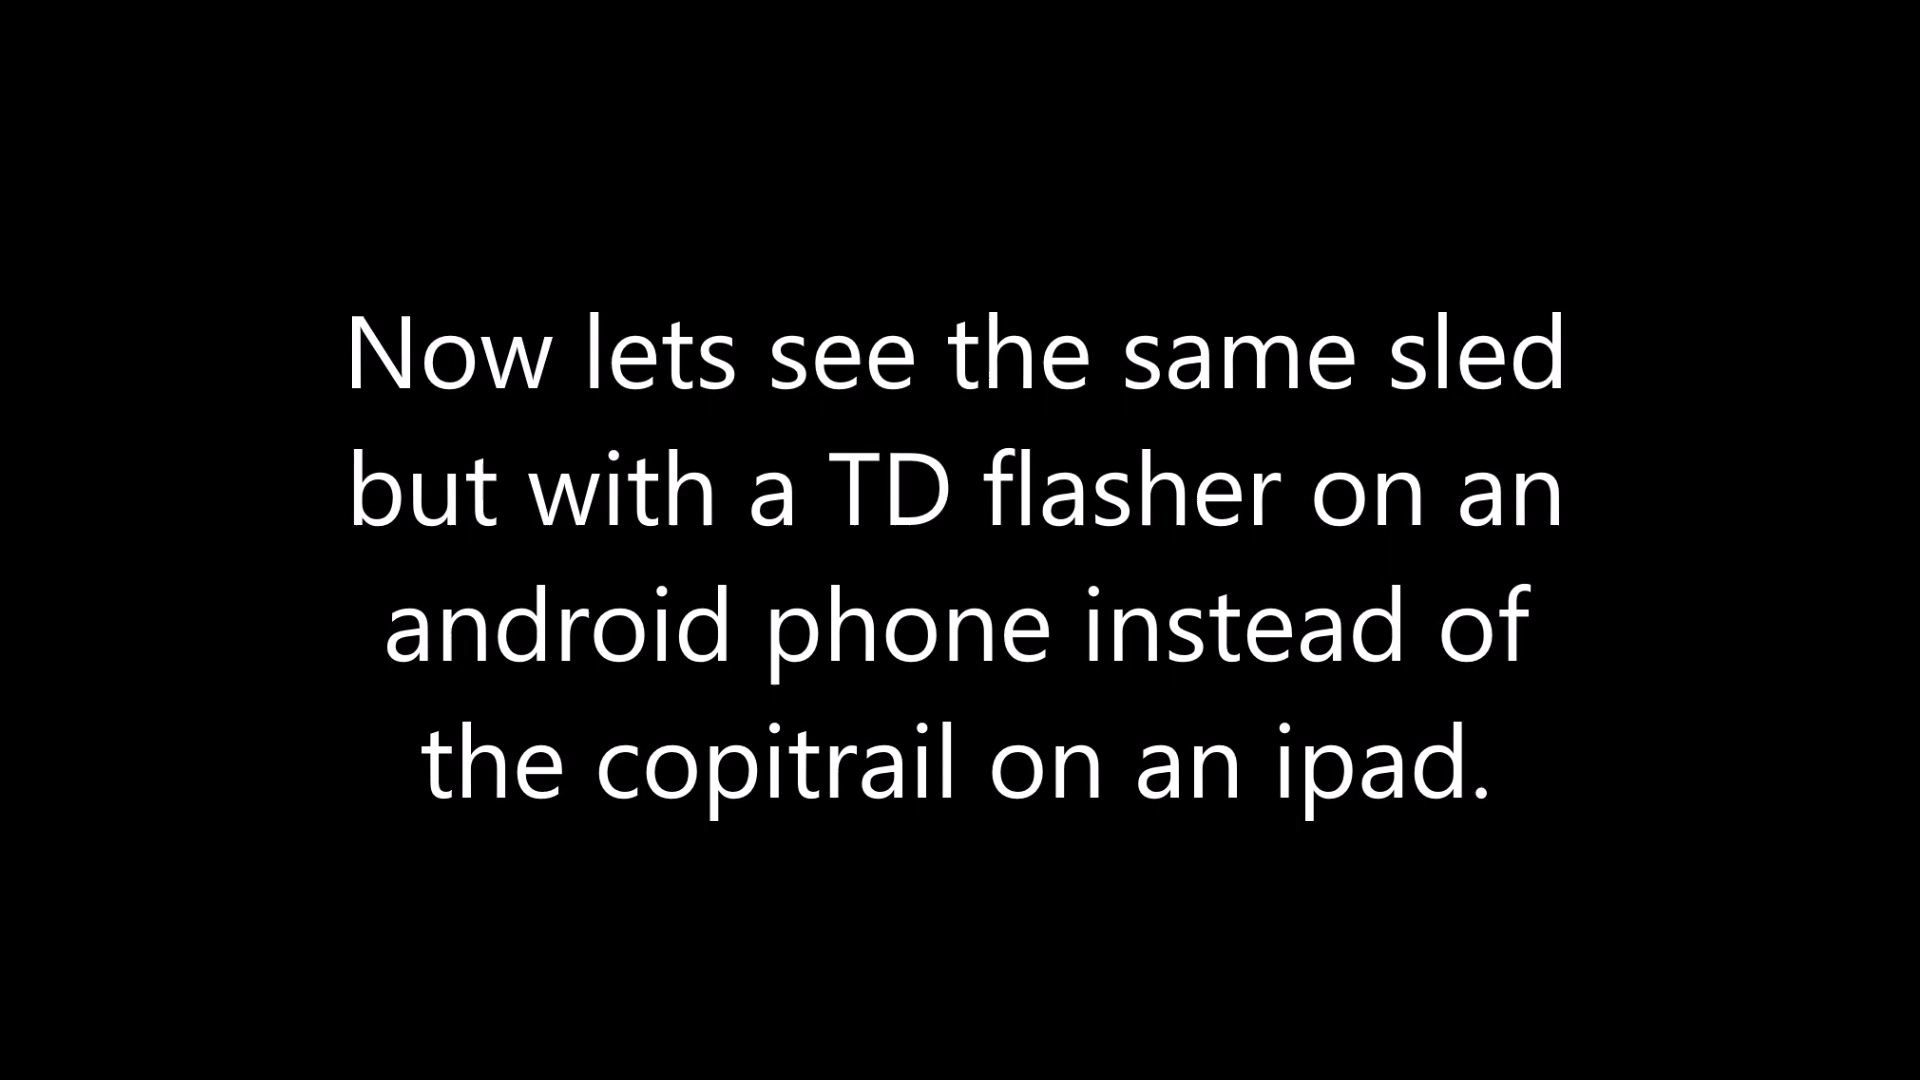 Now lets see the same sled
but with a TD flasher on an
android phone instead of
the copitrail on an ipad.